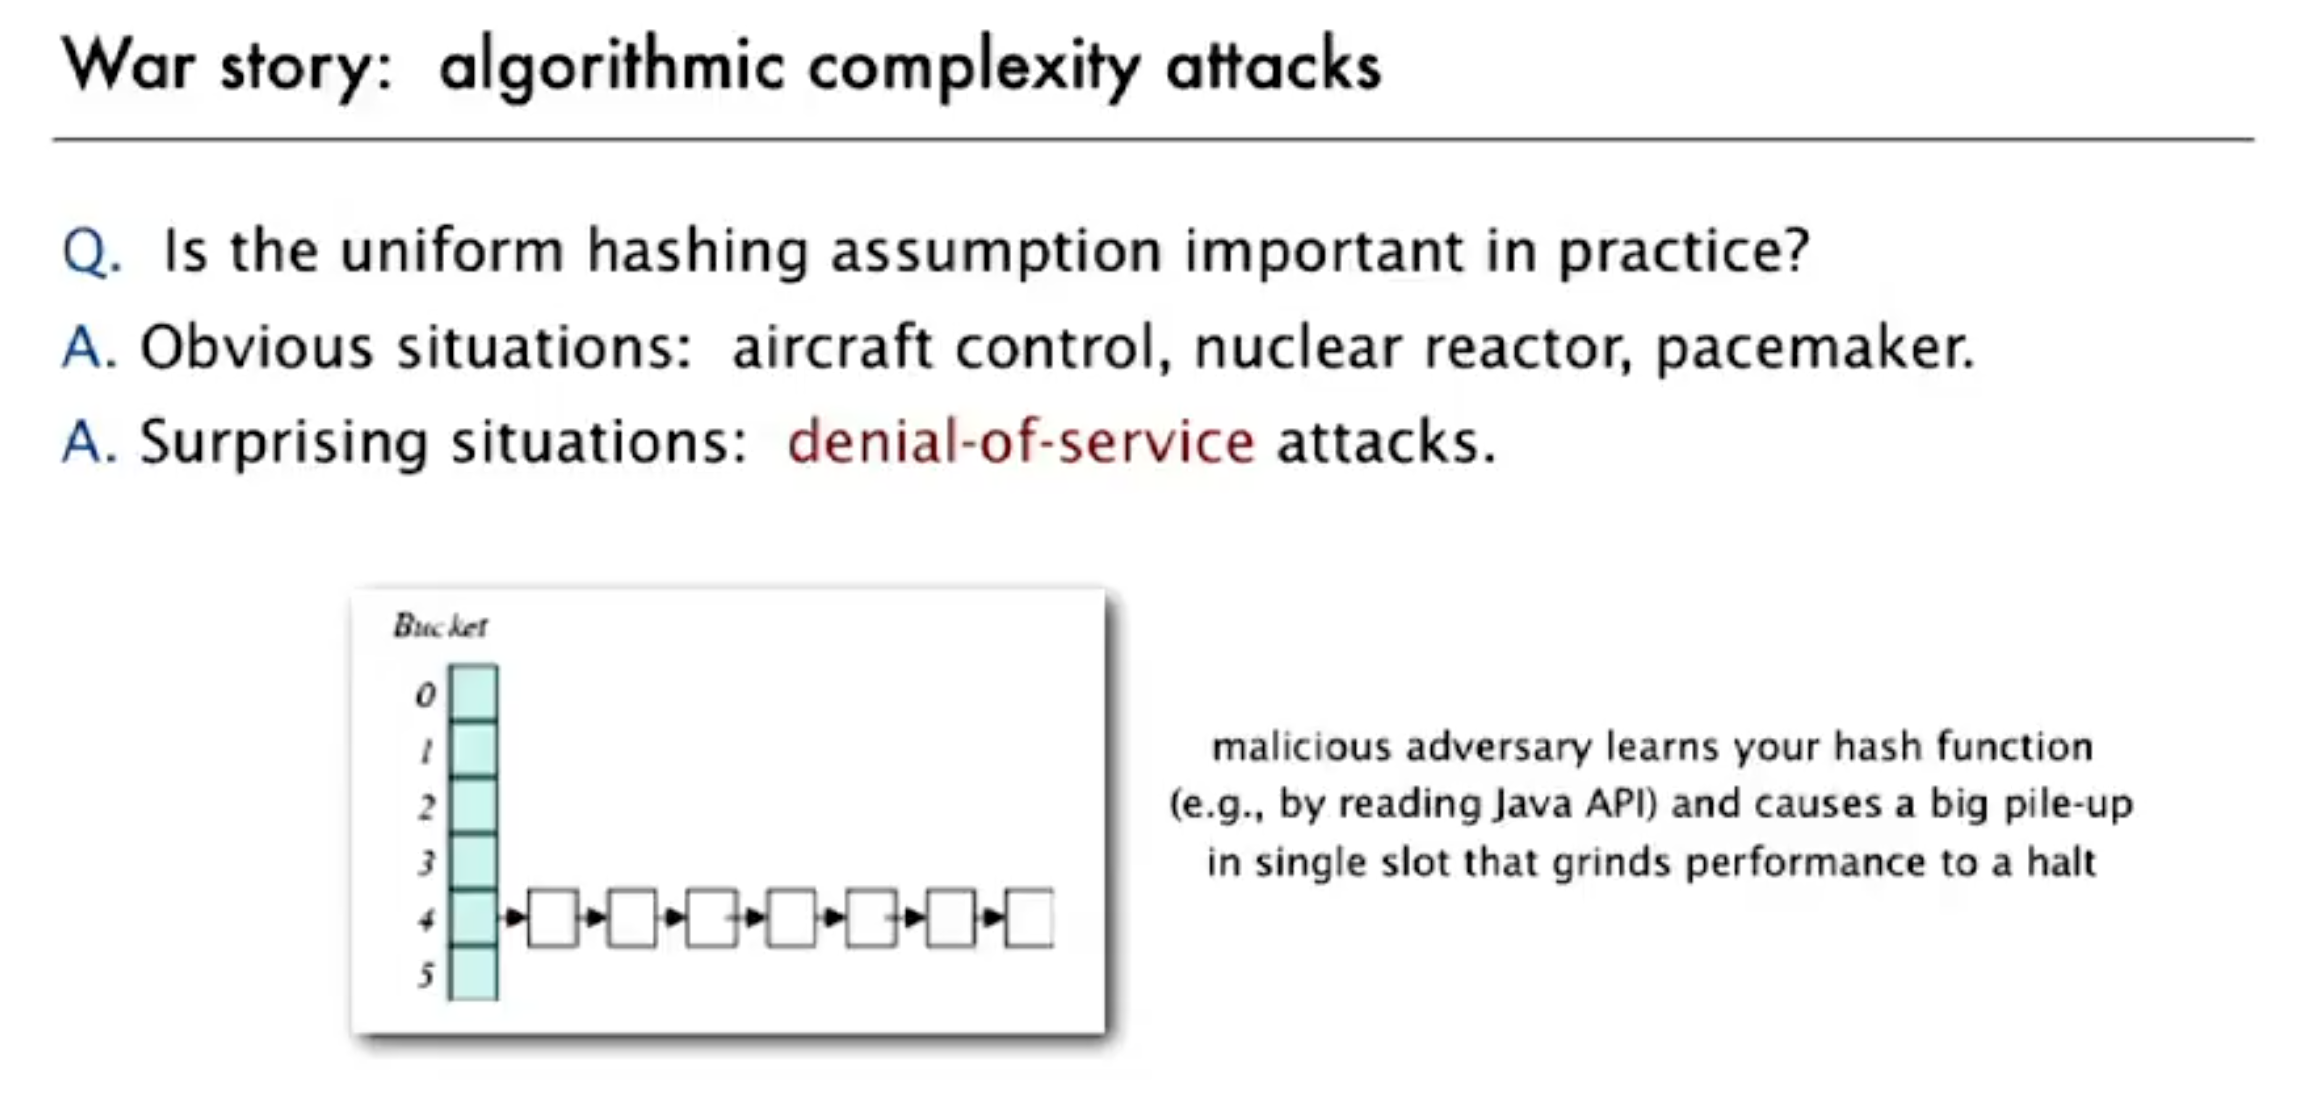 War story: algorithmic complexity attacks
Q. Is the uniform hashing assumption important in practice?
A. Obvious situations: aircraft control, nuclear reactor, pacemaker.
A. Surprising situations: denial-of-service attacks.
Bucket
0
1
2
3
4
5
malicious adversary learns your hash function
(e.g., by reading Java API) and causes a big pile-up
in single slot that grinds performance to a halt